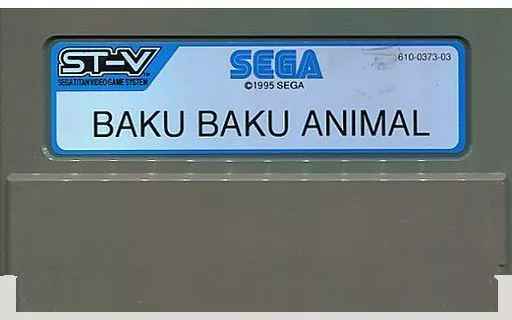 ST-V
SEGA TITAN VIDEO GAME SYSTEM
SEGA
610-0373-03
©1995 SEGA
BAKU BAKU ANIMAL